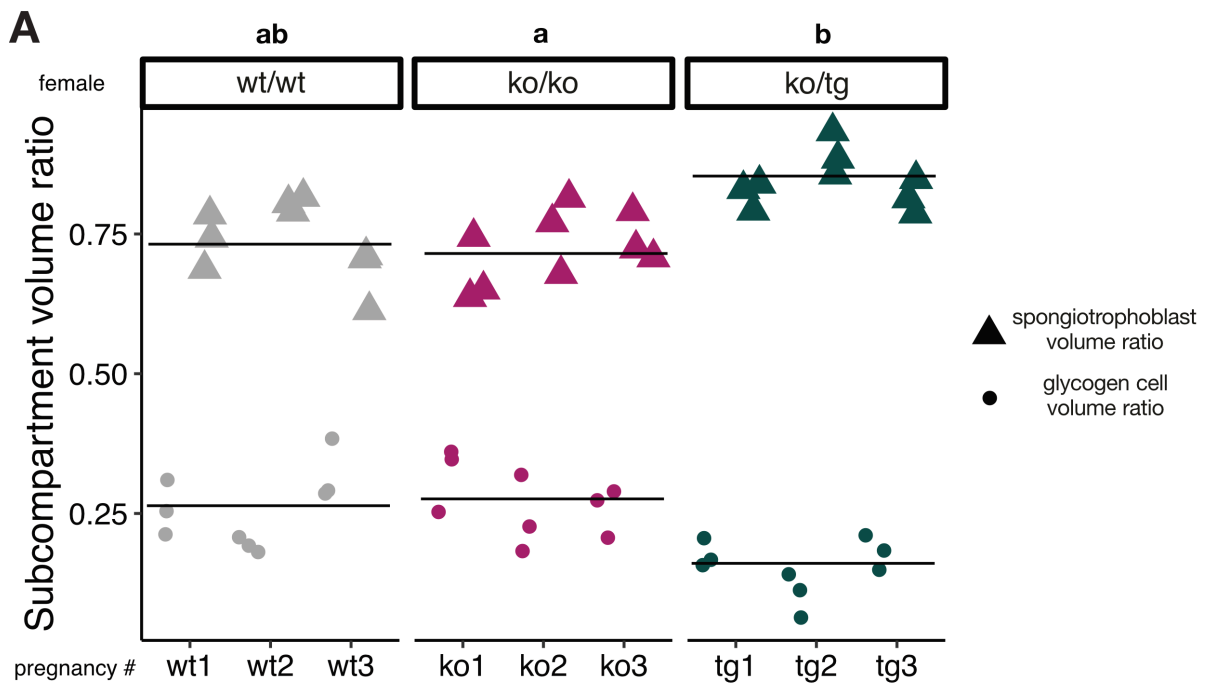 A
ab a b
female wt/wt ko/ko ko/tg
Subcompartment volume ratio
0.75
0.50
0.25
spongiotrophoblast
volume ratio
glycogen cell
volume ratio
pregnancy # wt1 wt2 wt3 ko1 ko2 ko3 tg1 tg2 tg3